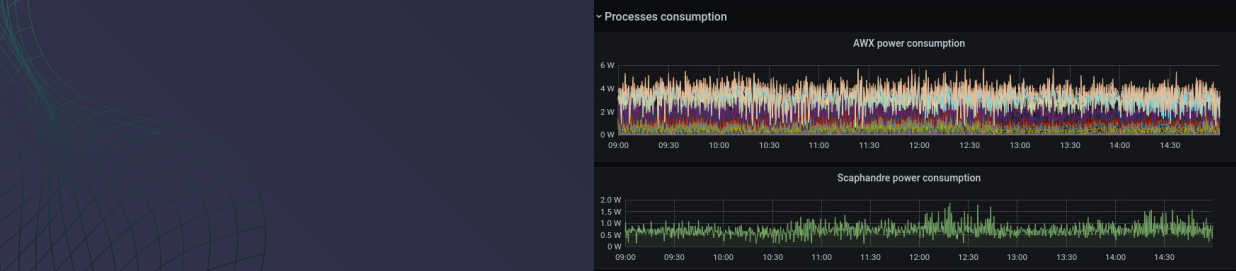 Processes consumption
AWX power consumption
6 W
4 W
2 W
0 W
09:00 09:30 10:00 10:30 11:00 11:30 12:00 12:30 13:00 13:30 14:00 14:30
Scaphandre power consumption
2.0 W
1.5 W
1.0 W
0.5 W
0 W
09:00 09:30 10:00 10:30 11:00 11:30 12:00 12:30 13:00 13:30 14:00 14:30